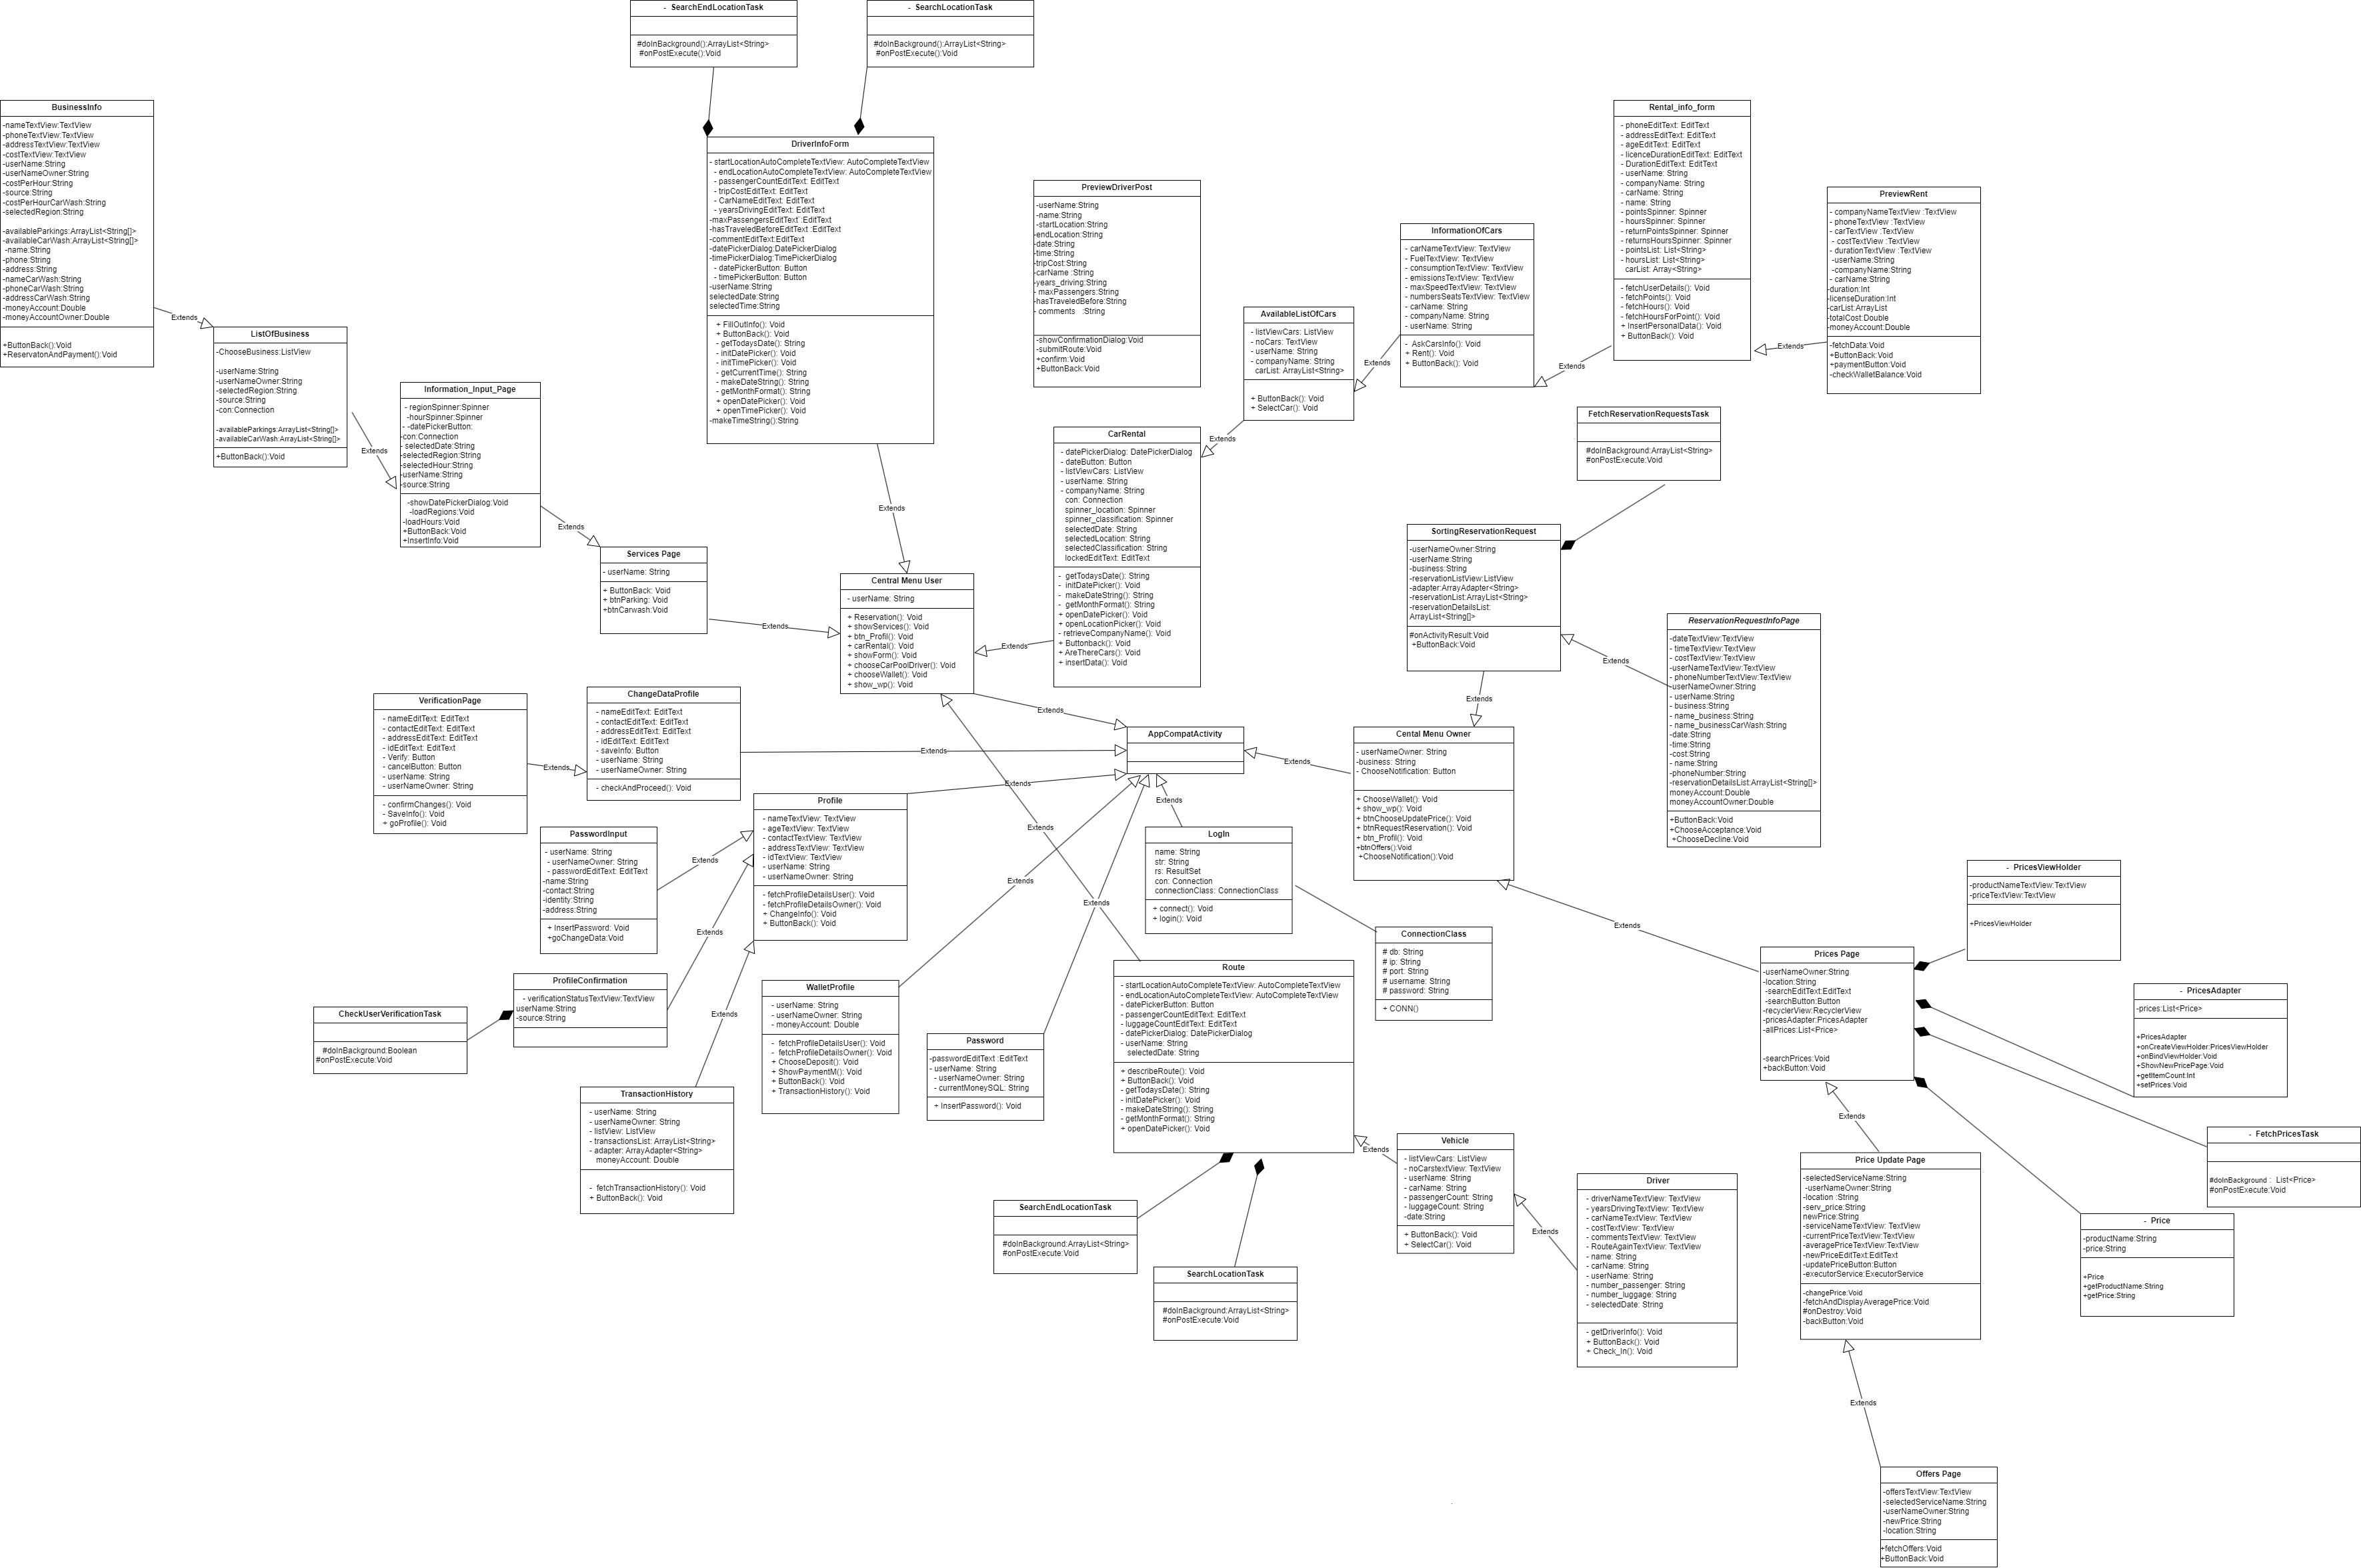 - SearchEndLocationTask
#doInBackground():ArrayList<String>
#onPostExecute():Void
- SearchLocationTask
#doInBackground():ArrayList<String>
#onPostExecute():Void
BusinessInfo
-nameTextView:TextView
-phoneTextView:TextView
-addressTextView:TextView
-costTextView:TextView
-userName:String
-userNameOwner:String
-costPerHour:String
-source:String
-costPerHourCarWash:String
-selectedRegion:String
-availableParkings:ArrayList<String[]>
-availableCarWash:ArrayList<String[]>
-name:String
-phone:String
-address:String
-nameCarWash:String
-phoneCarWash:String
-addressCarWash:String
-moneyAccount:Double
-moneyAccountOwner:Double
+ButtonBack():Void
+ReservatonAndPayment():Void
Extends
ListOfBusiness
-ChooseBusiness:ListView
-userName:String
-userNameOwner:String
-selectedRegion:String
-source:String
-con:Connection
-availableParkings:ArrayList<String[]>
-availableCarWash:ArrayList<String[]>
+ButtonBack():Void
Extends
Information_Input_Page
- regionSpinner:Spinner
-hourSpinner:Spinner
- -datePickerButton:
-con:Connection
- selectedDate:String
-selectedRegion:String
-selectedHour:String
-userName:String
-source:String
-showDatePickerDialog:Void
-loadRegions:Void
-loadHours:Void
+ButtonBack:Void
+InsertInfo:Void
Extends
Services Page
- userName: String
+ ButtonBack: Void
+ btnParking: Void
+btnCarwash:Void
Extends
DriverInfoForm
- startLocationAutoCompleteTextView: AutoCompleteTextView
- endLocationAutoCompleteTextView: AutoCompleteTextView
- passengerCountEditText: EditText
- tripCostEditText: EditText
- CarNameEditText: EditText
- yearsDrivingEditText: EditText
-maxPassengersEditText :EditText
-hasTraveledBeforeEditText :EditText
-commentEditText:EditText
-datePickerDialog:DatePickerDialog
-timePickerDialog:TimePickerDialog
- datePickerButton: Button
- timePickerButton: Button
-userName:String
selectedDate:String
selectedTime:String
+ FillOutInfo(): Void
+ ButtonBack(): Void
- getTodaysDate(): String
- initDatePicker(): Void
- initTimePicker(): Void
- getCurrentTime(): String
- makeDateString(): String
- getMonthFormat(): String
+ openDatePicker(): Void
+ openTimePicker(): Void
-makeTimeString():String
Extends
Cental Menu User
- userName: String
+ Reservation(): Void
+ showServices(): Void
+ btn_Profil(): Void
+ carRental(): Void
+ showForm(): Void
+ chooseCarPoolDriver(): Void
+ chooseWallet(): Void
+ show_wp(): Void
Extends
PreviewDriverPost
-userName:String
-name:String
-startLocation:String
-endLocation:String
-date:String
-time:String
-tripCost:String
-carName :String
-years_driving:String
- maxPassengers:String
-hasTraveledBefore:String
- comments :String
-showConfirmationDialog:Void
-submitRoute:Void
+confirm:Void
+ButtonBack:Void
CarRental
- datePickerDialog: DatePickerDialog
- dateButton: Button
- listViewCars: ListView
- userName: String
- companyName: String
con: Connection
spinner_location: Spinner
spinner_classification: Spinner
selectedDate: String
selectedLocation: String
selectedClassification: String
lockedEditText: EditText
- getTodaysDate(): String
- initDatePicker(): Void
- makeDateString(): String
- getMonthFormat(): String
+ openDatePicker(): Void
+ openLocationPicker(): Void
- retrieveCompanyName(): Void
+ Buttonback(): Void
+ AreThereCars(): Void
+ insertData(): Void
Extends
Extends
AvailableListOfCars
- listViewCars: ListView
- noCars: TextView
- userName: String
- companyName: String
carList: ArrayList<String>
+ ButtonBack(): Void
+ SelectCar(): Void
Extends
InformationOfCars
- carNameTextView: TextView
- FuelTextView: TextView
- consumptionTextView: TextView
- emissionsTextView: TextView
- maxSpeedTextView: TextView
- numbersSeatsTextView: TextView
- carName: String
- companyName: String
- userName: String
- AskCarsInfo(): Void
+ Rent(): Void
+ ButtonBack(): Void
Extends
Rental_info_form
- phoneEditText: EditText
- addressEditText: EditText
- ageEditText: EditText
- licenceDurationEditText: EditText
- DurationEditText: EditText
- userName: String
- companyName: String
- carName: String
- name: String
- pointsSpinner: Spinner
- hoursSpinner: Spinner
- returnPointsSpinner: Spinner
- returnsHoursSpinner: Spinner
- pointsList: List<String>
- hoursList: List<String>
carList: Array<String>
- fetchUserDetails(): Void
- fetchPoints(): Void
- fetchHours(): Void
- fetchHoursForPoint(): Void
+ InsertPersonalData(): Void
+ ButtonBack(): Void
Extends
PreviewRent
- companyNameTextView :TextView
- phoneTextView :TextView
- carTextView :TextView
- costTextView :TextView
- durationTextView :TextView
-userName:String
-companyName:String
- carName:String
-duration:Int
-licenseDuration:Int
-carList:ArrayList
-totalCost:Double
-moneyAccount:Double
-fetchData:Void
+ButtonBack:Void
+paymentButton:Void
-checkWalletBalance:Void
FetchReservationRequestsTask
#doInBackground:ArrayList<String>
#onPostExecute:Void
SortingReservationRequest
-userNameOwner:String
-userName:String
-business:String
-reservationListView:ListView
-adapter:ArrayAdapter<String>
-reservationList:ArrayList<String>
-reservationDetailsList:
ArrayList<String[]>
#onActivityResult:Void
+ButtonBack:Void
Extends
Extends
ReservationRequestInfoPage
-dateTextView:TextView
- timeTextView:TextView
- costTextView:TextView
-userNameTextView:TextView
- phoneNumberTextView:TextView
userNameOwner:String
- userName:String
- business:String
- name_business:String
- name_businessCarWash:String
-date:String
-time:String
-cost:String
- name:String
-phoneNumber:String
-reservationDetailsList:ArrayList<String[]>
moneyAccount:Double
moneyAccountOwner:Double
+ButtonBack:Void
+ChooseAcceptance:Void
+ChooseDecline:Void
VerificationPage
- nameEditText: EditText
- contactEditText: EditText
- addressEditText: EditText
- idEditText: EditText
- Verify: Button
- cancelButton: Button
- userName: String
- userNameOwner: String
- confirmChanges(): Void
- SaveInfo(): Void
+ goProfile(): Void
Extends
ChangeDataProfile
- nameEditText: EditText
- contactEditText: EditText
- addressEditText: EditText
- idEditText: EditText
- saveInfo: Button
- userName: String
- userNameOwner: String
- checkAndProceed(): Void
Extends
AppCompatActivity
Extends
Cental Menu Owner
- userNameOwner: String
-business: String
- ChooseNotification: Button
+ ChooseWallet(): Void
+ show_wp(): Void
+ btnChooseUpdatePrice(): Void
+ btnRequestReservation(): Void
+ btn_Profil(): Void
+btnOffers():Void
+ChooseNotification():Void
PasswordInput
- userName: String
- userNameOwner: String
- passwordEditText: EditText
-name:String
-contact:String
-identity:String
-address:String
+ InsertPassword: Void
+goChangeData:Void
Extends
Profile
- nameTextView: TextView
- ageTextView: TextView
- contactTextView: TextView
- addressTextView: TextView
- idTextView: TextView
- userName: String
- userNameOwner: String
- fetchProfileDetailsUser(): Void
- fetchProfileDetailsOwner(): Void
+ ChangeInfo(): Void
+ ButtonBack(): Void
Extends
Extends
Extends
Extends
Extends
Extends
Extends
LogIn
name: String
str: String
rs: ResultSet
con: Connection
connectionClass: ConnectionClass
+ connect(): Void
+ login(): Void
ConnectionClass
# db: String
# ip: String
# port: String
# username: String
# password: String
+ CONN()
CheckUserVerificationTask
#doInBackground:Boolean
#onPostExecute:Void
ProfileConfirmation
- verificationStatusTextView:TextView
userName:String
-source:String
TransactionHistory
- userName: String
- userNameOwner: String
- listView: ListView
- transactionsList: ArrayList<String>
- adapter: ArrayAdapter<String>
moneyAccount: Double
- fetchTransactionHistory(): Void
+ ButtonBack(): Void
WalletProfile
- userName: String
- userNameOwner: String
- moneyAccount: Double
- fetchProfileDetailsUser(): Void
- fetchProfileDetailsOwner(): Void
+ ChooseDeposit(): Void
+ ShowPaymentM(): Void
+ ButtonBack(): Void
+ TransactionHistory(): Void
Password
-passwordEditText :EditText
- userName: String
- userNameOwner: String
- currentMoneySQL: String
+ InsertPassword(): Void
Route
- startLocationAutoCompleteTextView: AutoCompleteTextView
- endLocationAutoCompleteTextView: AutoCompleteTextView
- datePickerButton: Button
- passengerCountEditText: EditText
- luggageCountEditText: EditText
- datePickerDialog: DatePickerDialog
- userName: String
selectedDate: String
+ describeRoute(): Void
+ ButtonBack(): Void
- getTodaysDate(): String
- initDatePicker(): Void
- makeDateString(): String
- getMonthFormat(): String
+ openDatePicker(): Void
SearchEndLocationTask
#doInBackground:ArrayList<String>
#onPostExecute:Void
SearchLocationTask
#doInBackground:ArrayList<String>
#onPostExecute:Void
Extends
Vehicle
- listViewCars: ListView
- noCarstextView: TextView
- userName: String
- carName: String
- passengerCount: String
- luggageCount: String
-date:String
+ ButtonBack(): Void
+ SelectCar(): Void
Extends
Driver
- driverNameTextView: TextView
- yearsDrivingTextView: TextView
- carNameTextView: TextView
- costTextView: TextView
- commentsTextView: TextView
- RouteAgainTextView: TextView
- name: String
- carName: String
- userName: String
- number_passenger: String
- number_luggage: String
- selectedDate: String
- getDriverInfo(): Void
+ ButtonBack(): Void
+ Check_In(): Void
Extends
Prices Page
-userNameOwner:String
-location:String
-searchEditText:EditText
-searchButton:Button
-recyclerView:RecyclerView
-pricesAdapter:PricesAdapter
-allPrices:List<Price>
-searchPrices:Void
+backButton:Void
- PricesViewHolder
-productNameTextView:TextView
-priceTextView:TextView
+PricesViewHolder
- PricesAdapter
-prices:List<Price>
+PricesAdapter
+onCreateViewHolder:PricesViewHolder
+onBindViewHolder:Void
+ShowNewPricePage:Void
+getItemCount:Int
+setPrices:Void
- FetchPricesTask
#doInBackground : List<Price>
#onPostExecute:Void
- Price
-productName:String
-price:String
+Price
+getProductName:String
+getPrice:String
Extends
Price Update Page
-selectedServiceName:String
-userNameOwner:String
-location :String
-serv_price:String
newPrice:String
-serviceNameTextView: TextView
-currentPriceTextView:TextView
-averagePriceTextView:TextView
-newPriceEditText:EditText
-updatePriceButton:Button
-executorService:ExecutorService
-changePrice:Void
-fetchAndDisplayAveragePrice:Void
#onDestroy:Void
-backButton:Void
Extends
Offers Page
-offersTextView:TextView
-selectedServiceName:String
-userNameOwner:String
-newPrice:String
-location:String
+fetchOffers:Void
+ButtonBack:Void